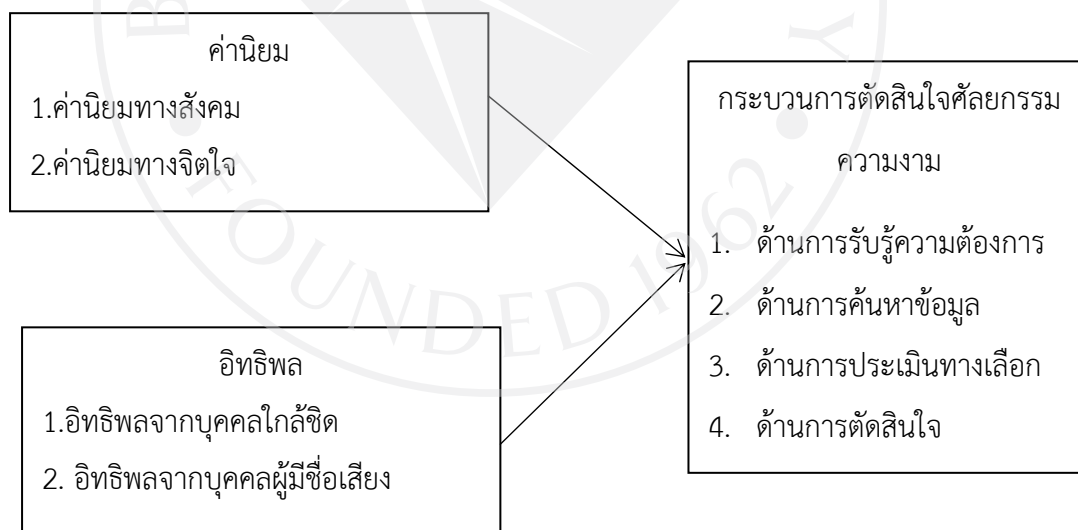 ค่านิยม
1.ค่านิยมทางสังคม
2.ค่านิยมทางจิตใจ
อิทธิพล
1.อิทธิพลจากบุคคลใกล้ชิด
2. อิทธิพลจากบุคคลผู้มีชื่อเสียง
กระบวนการตัดสินใจศัลยกรรม
ความงาม
1. ด้านการรับรู้ความต้องการ
2. ด้านการค้นหาข้อมูล
3. ด้านการประเมินทางเลือก
4. ด้านการตัดสินใจ
FOUNDED 1962